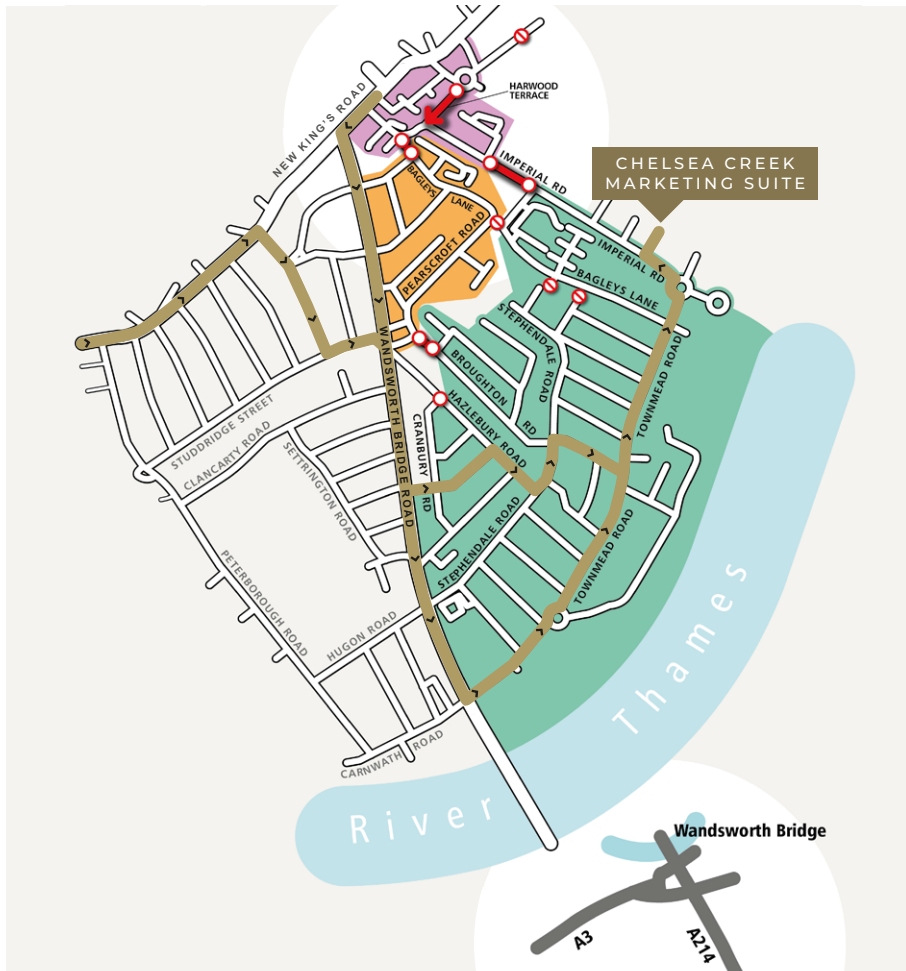 HARWOOD
TERRACE
NEW KING'S ROAD
IMPERIAL RD
CHELSEA CREEK
MARKETING SUITE
BAGLEYS
LANE
PEARSCROFT ROAD
IMPERIAL RD
BAGLEYS LANE
STEPHENDALE ROAD
TOWNMEAD ROAD
WANDSWORTH BRIDGE ROAD
BROUGHTON
RD
HAZLEBURY ROAD
CRANBURY
RD
STUDDRIDGE STREET
CLANCARTY ROAD
SETTRINGTON ROAD
STEPHENDALE ROAD
TOWNMEAD ROAD
PETERBOROUGH ROAD
HUGON ROAD
CARNWATH ROAD
River Thames
Wandsworth Bridge
A3
A214